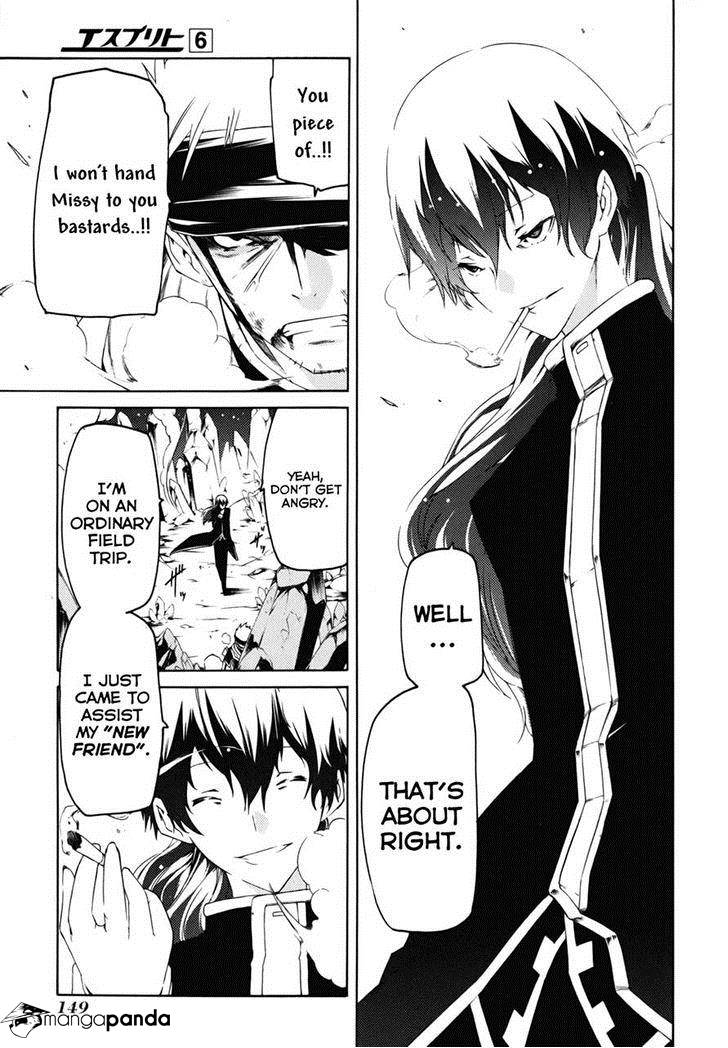 WELL
...
THAT'S
ABOUT
RIGHT.
エスプリト 6
You
piece
of..!!
I won't hand
Missy to you
bastards..!!
YEAH,
DON'T GET
ANGRY.
I'M
ON AN
ORDINARY
FIELD
TRIP.
I JUST
CAME TO
ASSIST
MY "NEW
FRIEND".
149
mangapanda